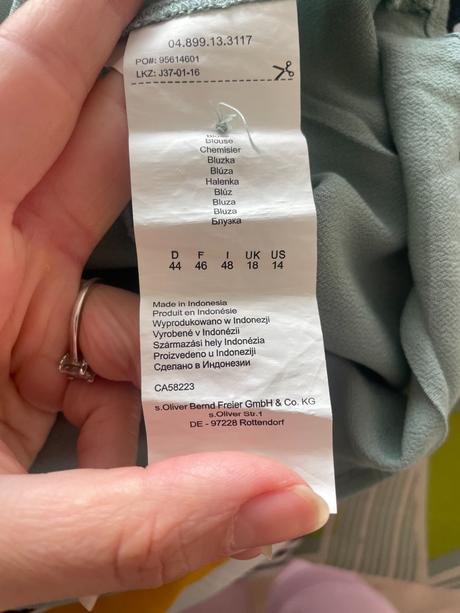 04.899.13.3117
PO#: 95614601
LKZ: J37-01-16
Blouse
Chemisier
Bluzka
Blúza
Halenka
Blúz
Bluza
Bluza
Блузка
D F I UK US
44 46 48 18 14
Made in Indonesia
Produit en Indonésie
Wyprodukowano w Indonezji
Vyrobené v Indonézii
Származási hely Indonézia
Proizvedeno u Indoneziji
Сделано в Индонезии
CA58223
s.Oliver Bernd Freier GmbH & Co. KG
s.Oliver Str.1
DE - 97228 Rottendorf